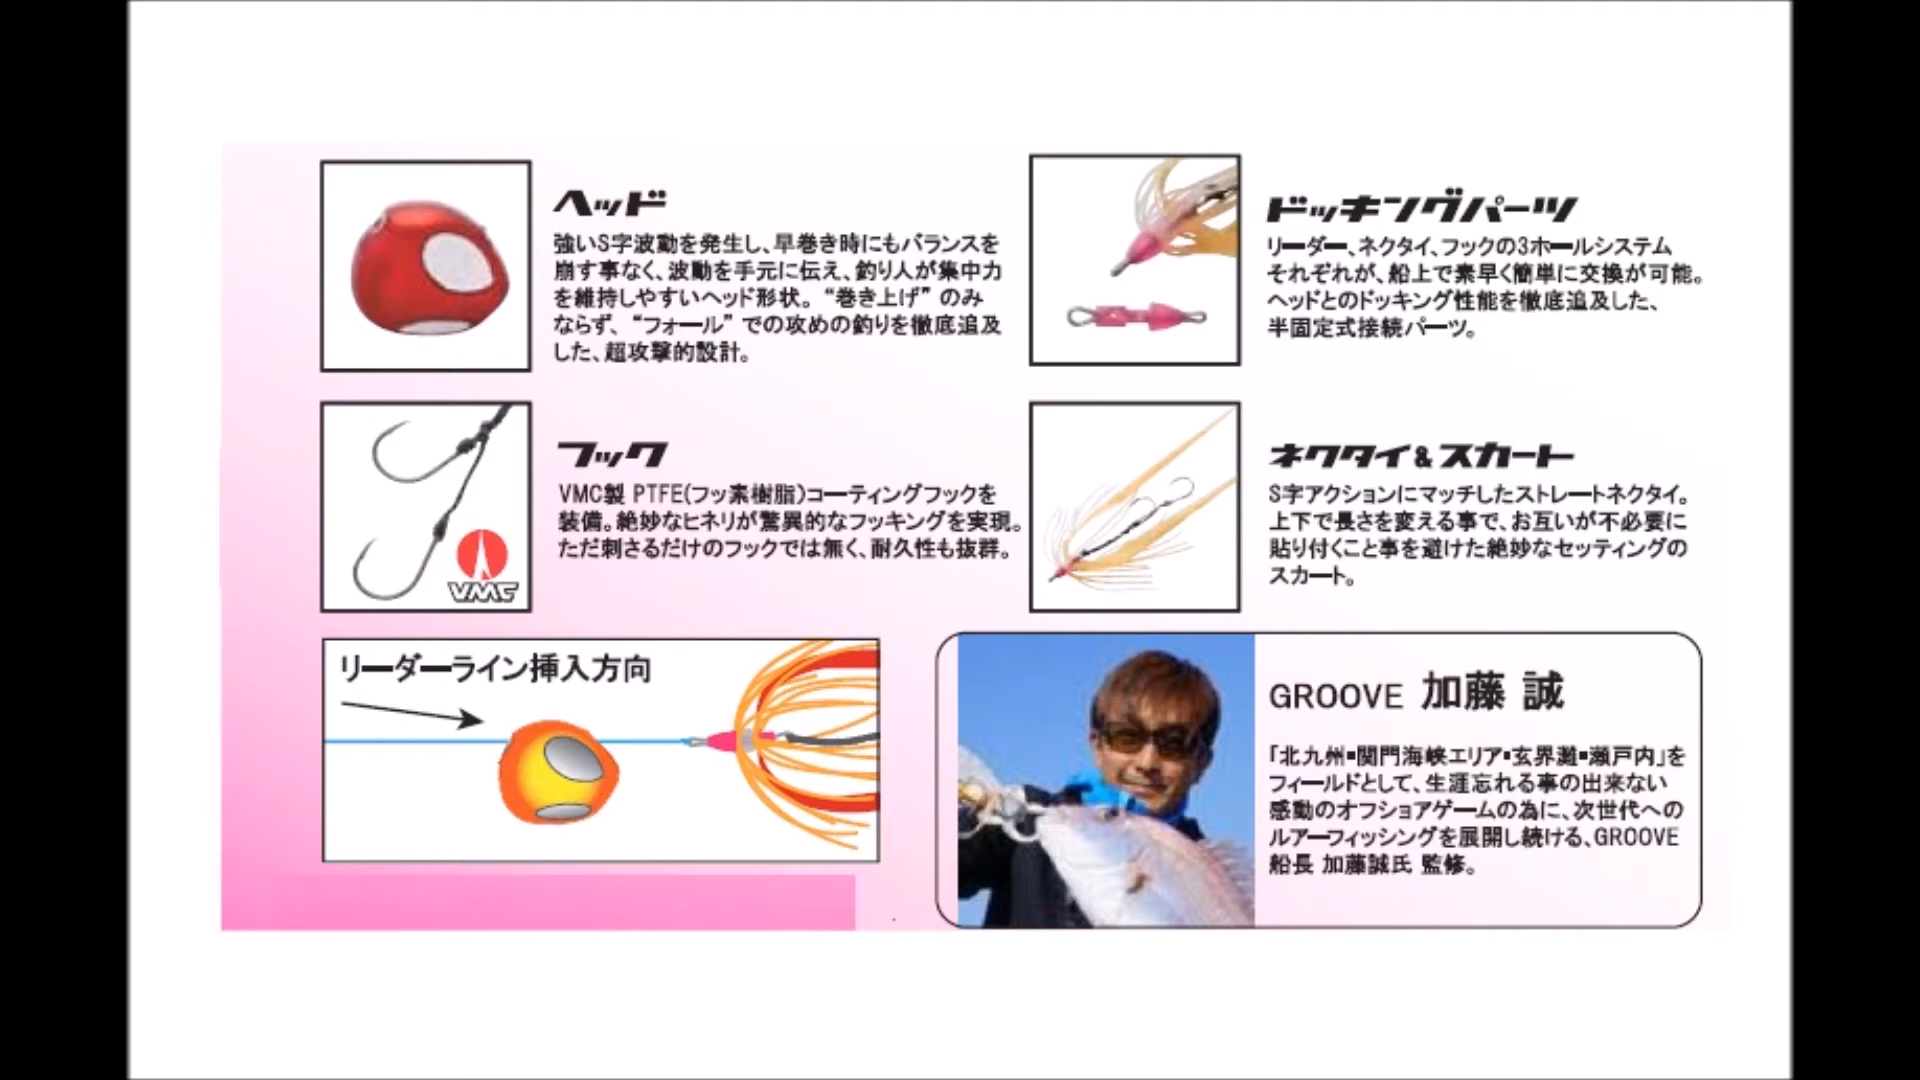 ヘッド
強いS字波動を発生し、早巻き時にもバランスを
崩す事なく、波動を手元に伝え、釣り人が集中力
を維持しやすいヘッド形状。“巻き上げ”のみ
ならず、“フォール”での攻めの釣りを徹底追及
した、超攻撃的設計。
ドッキングパーツ
リーダー、ネクタイ、フックの3ホールシステム
それぞれが、船上で素早く簡単に交換が可能。
ヘッドとのドッキング性能を徹底追及した、
半固定式接続パーツ。
フック
VMC製 PTFE(フッ素樹脂)コーティングフックを
装備。絶妙なヒネリが驚異的なフッキングを実現。
ただ刺さるだけのフックでは無く、耐久性も抜群。
VMC
ネクタイ&スカート
S字アクションにマッチしたストレートネクタイ。
上下で長さを変える事で、お互いが不必要に
貼り付くこと事を避けた絶妙なセッティングの
スカート。
リーダーライン挿入方向
GROOVE 加藤 誠
「北九州・関門海峡エリア・玄界灘・瀬戸内」を
フィールドとして、生涯忘れる事の出来ない
感動のオフショアゲームの為に、次世代への
ルアーフィッシングを展開し続ける、GROOVE
船長 加藤誠氏 監修。